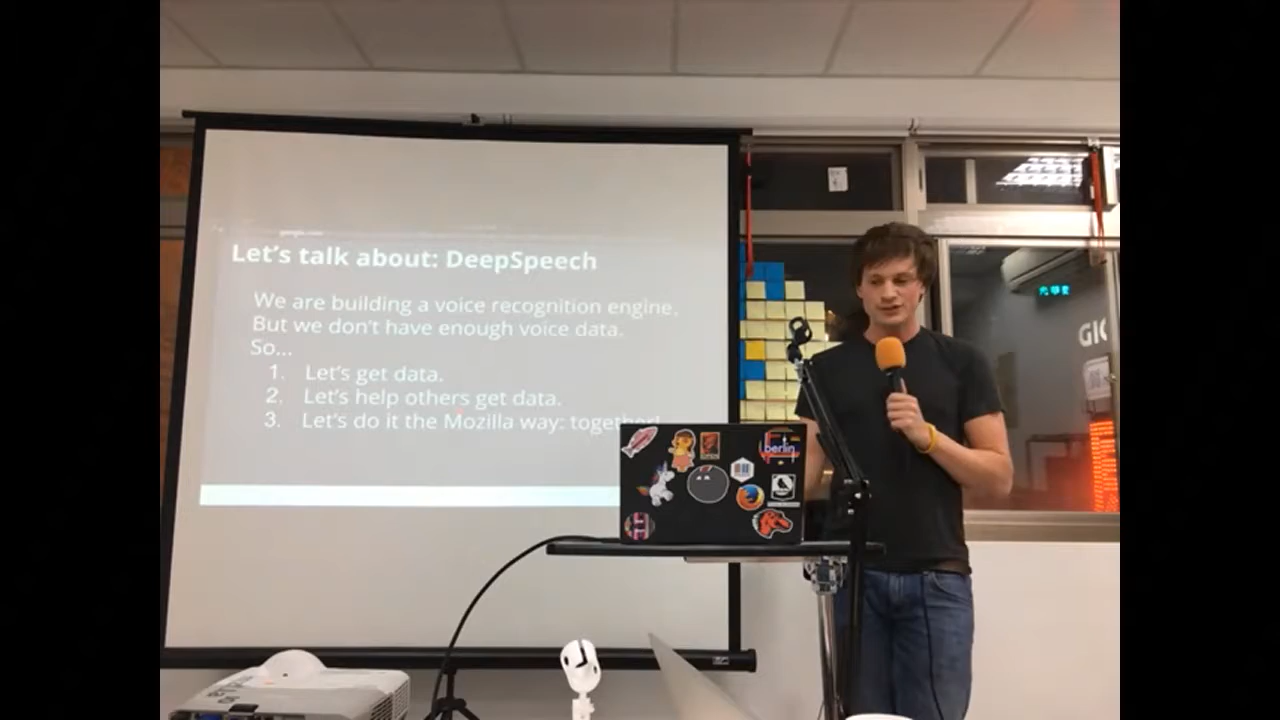 Let's talk about: DeepSpeech
We are building a voice recognition engine.
But we don't have enough voice data.
So...
1. Let's get data.
2. Let's help others get data.
3. Let's do it the Mozilla way: together!
berlin
GIC